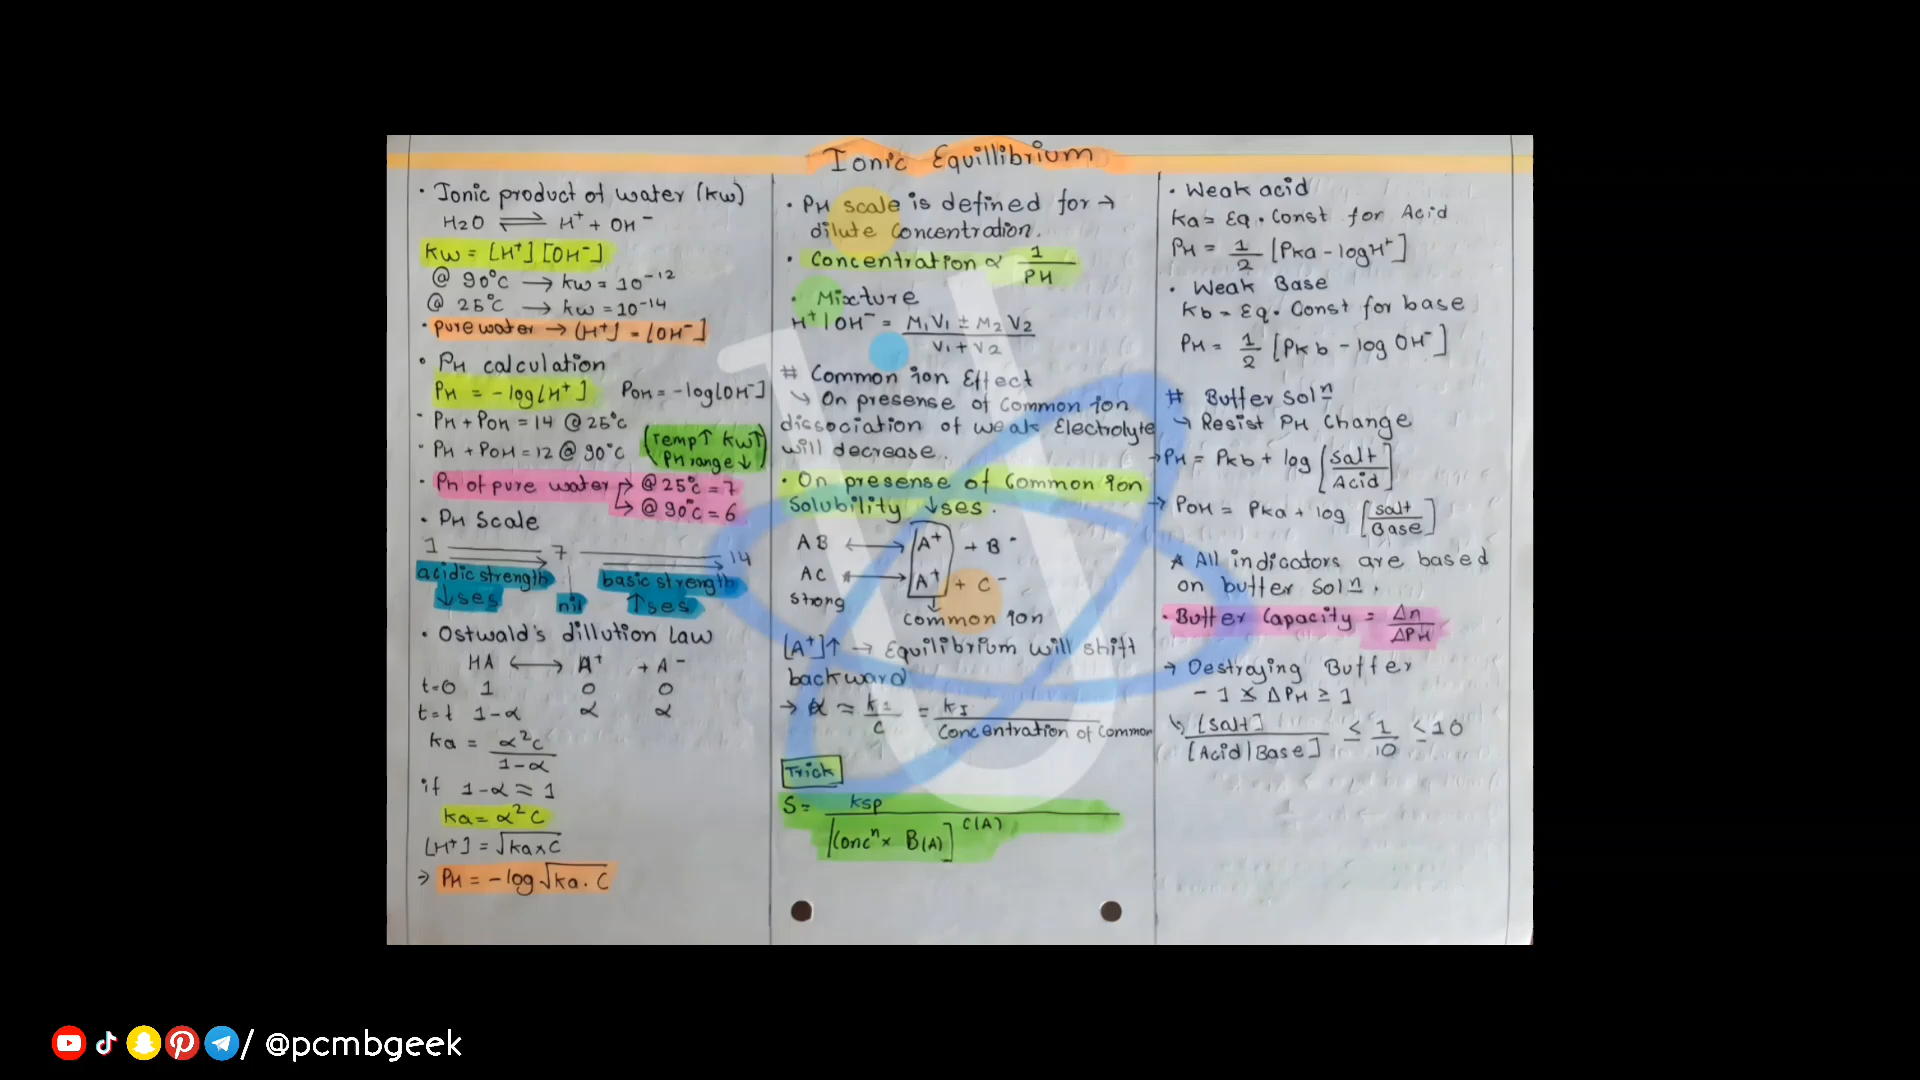 Ionic Equillibrium
• Ionic product of water (kw)
H2O ⇌ H⁺ + OH⁻
kw = [H⁺] [OH⁻]
@ 90°C → kw = 10⁻¹²
@ 25°C → kw = 10⁻¹⁴
• pure water → [H⁺] = [OH⁻]
• PH calculation
PH = -log[H⁺] POH = -log[OH⁻]
• PH + POH = 14 @ 25°C
• PH + POH = 12 @ 90°C (Temp↑ kw↑ PH range↓)
• PH of pure water → @ 25°C = 7
→ @ 90°C = 6
• PH Scale
1 → 7 → 14
acidic strength ↓ses nil basic strength ↑ses
• Ostwald's dillution Law
HA ↔ A⁺ + A⁻
t=0 1 0 0
t=t 1-α α α
ka = α²C / 1-α
if 1-α ≈ 1
ka = α²C
[H⁺] = √ka×C
→ PH = -log √ka.C
• PH scale is defined for →
dilute Concentration.
• Concentration ∝ 1/PH
• Mixture
H⁺|OH⁻ = M1V1 ± M2V2 / V1 + V2
# Common ion Effect
↳ On presense of Common ion
dissociation of weak Electrolyte
will decrease.
• On presense of Common ion
Solubility ↓ses.
AB ↔ A⁺ + B⁻
AC ↔ A⁺ + C⁻
strong
↓
Common ion
[A⁺]↑ → Equilibrium will shift
backward
→ α ≈ k1/C = kI / Concentration of Common
Trick
S = ksp / [Concⁿ × B(A)]^C(A)
• Weak acid
ka = Eq. Const for Acid
PH = 1/2 [Pka - logH⁺]
• Weak Base
kb = Eq. Const for base
PH = 1/2 [Pkb - log OH⁻]
# Buffer Solⁿ
↳ Resist PH Change
→ PH = Pkb + log [Salt/Acid]
→ POH = Pka + log [salt/Base]
* All indicators are based
on buffer Solⁿ.
• Buffer Capacity = Δn/ΔPH
→ Destroying Buffer
-1 ≤ ΔPH ≥ 1
↳ [Salt] / [Acid|Base] ≤ 1/10 ≤ 10
/ @pcmbgeek